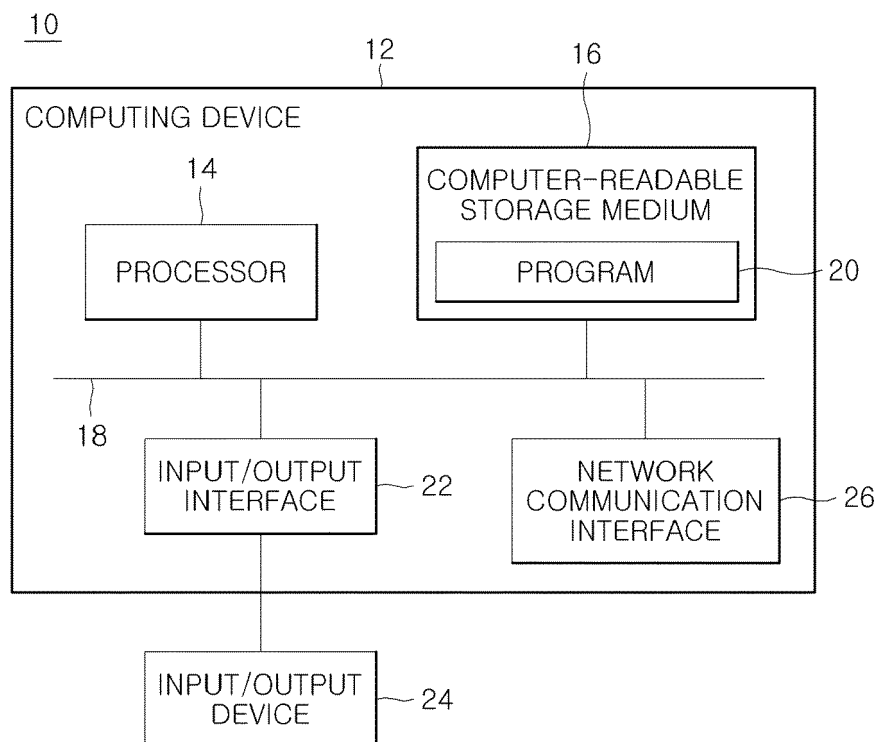 10
12
16
COMPUTING DEVICE
14
COMPUTER-READABLE
STORAGE MEDIUM
PROCESSOR
PROGRAM
20
18
INPUT/OUTPUT
INTERFACE
22
NETWORK
COMMUNICATION
INTERFACE
26
INPUT/OUTPUT
DEVICE
24